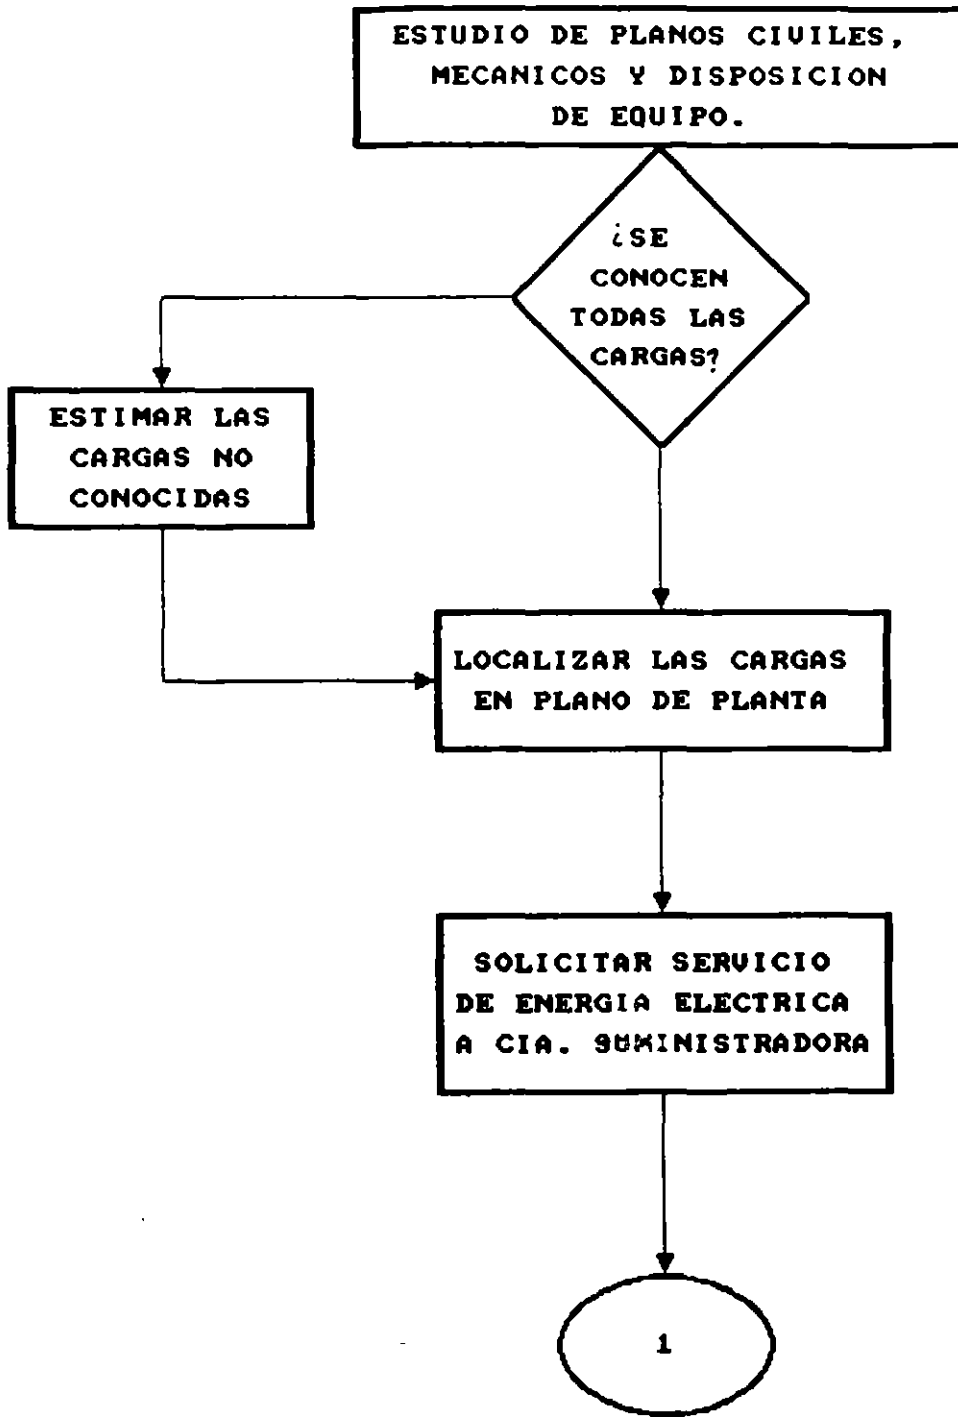 ESTUDIO DE PLANOS CIVILES,
MECANICOS Y DISPOSICION
DE EQUIPO.
¿SE
CONOCEN
TODAS LAS
CARGAS?
ESTIMAR LAS
CARGAS NO
CONOCIDAS
LOCALIZAR LAS CARGAS
EN PLANO DE PLANTA
SOLICITAR SERVICIO
DE ENERGIA ELECTRICA
A CIA. SUMINISTRADORA
1